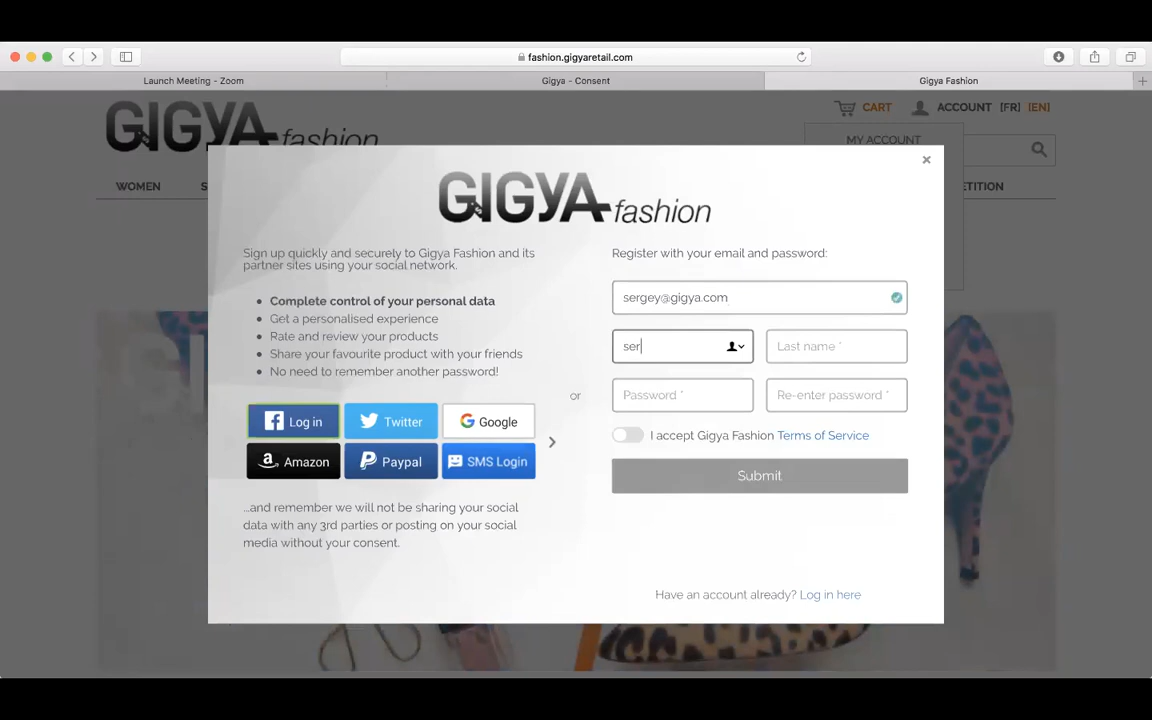 fashion.gigyaretail.com
Launch Meeting - Zoom
Gigya - Consent
Gigya Fashion
GIGYA fashion
CART
ACCOUNT
[FR]
[EN]
MY ACCOUNT
WOMEN
GIGYA fashion
Sign up quickly and securely to Gigya Fashion and its
partner sites using your social network.
Complete control of your personal data
Get a personalised experience
Rate and review your products
Share your favourite product with your friends
No need to remember another password!
Log in
Twitter
Google
Amazon
Paypal
SMS Login
...and remember we will not be sharing your social
data with any 3rd parties or posting on your social
media without your consent.
or
Register with your email and password:
sergey@gigya.com
ser
Last name *
Password *
Re-enter password *
I accept Gigya Fashion Terms of Service
Submit
Have an account already? Log in here